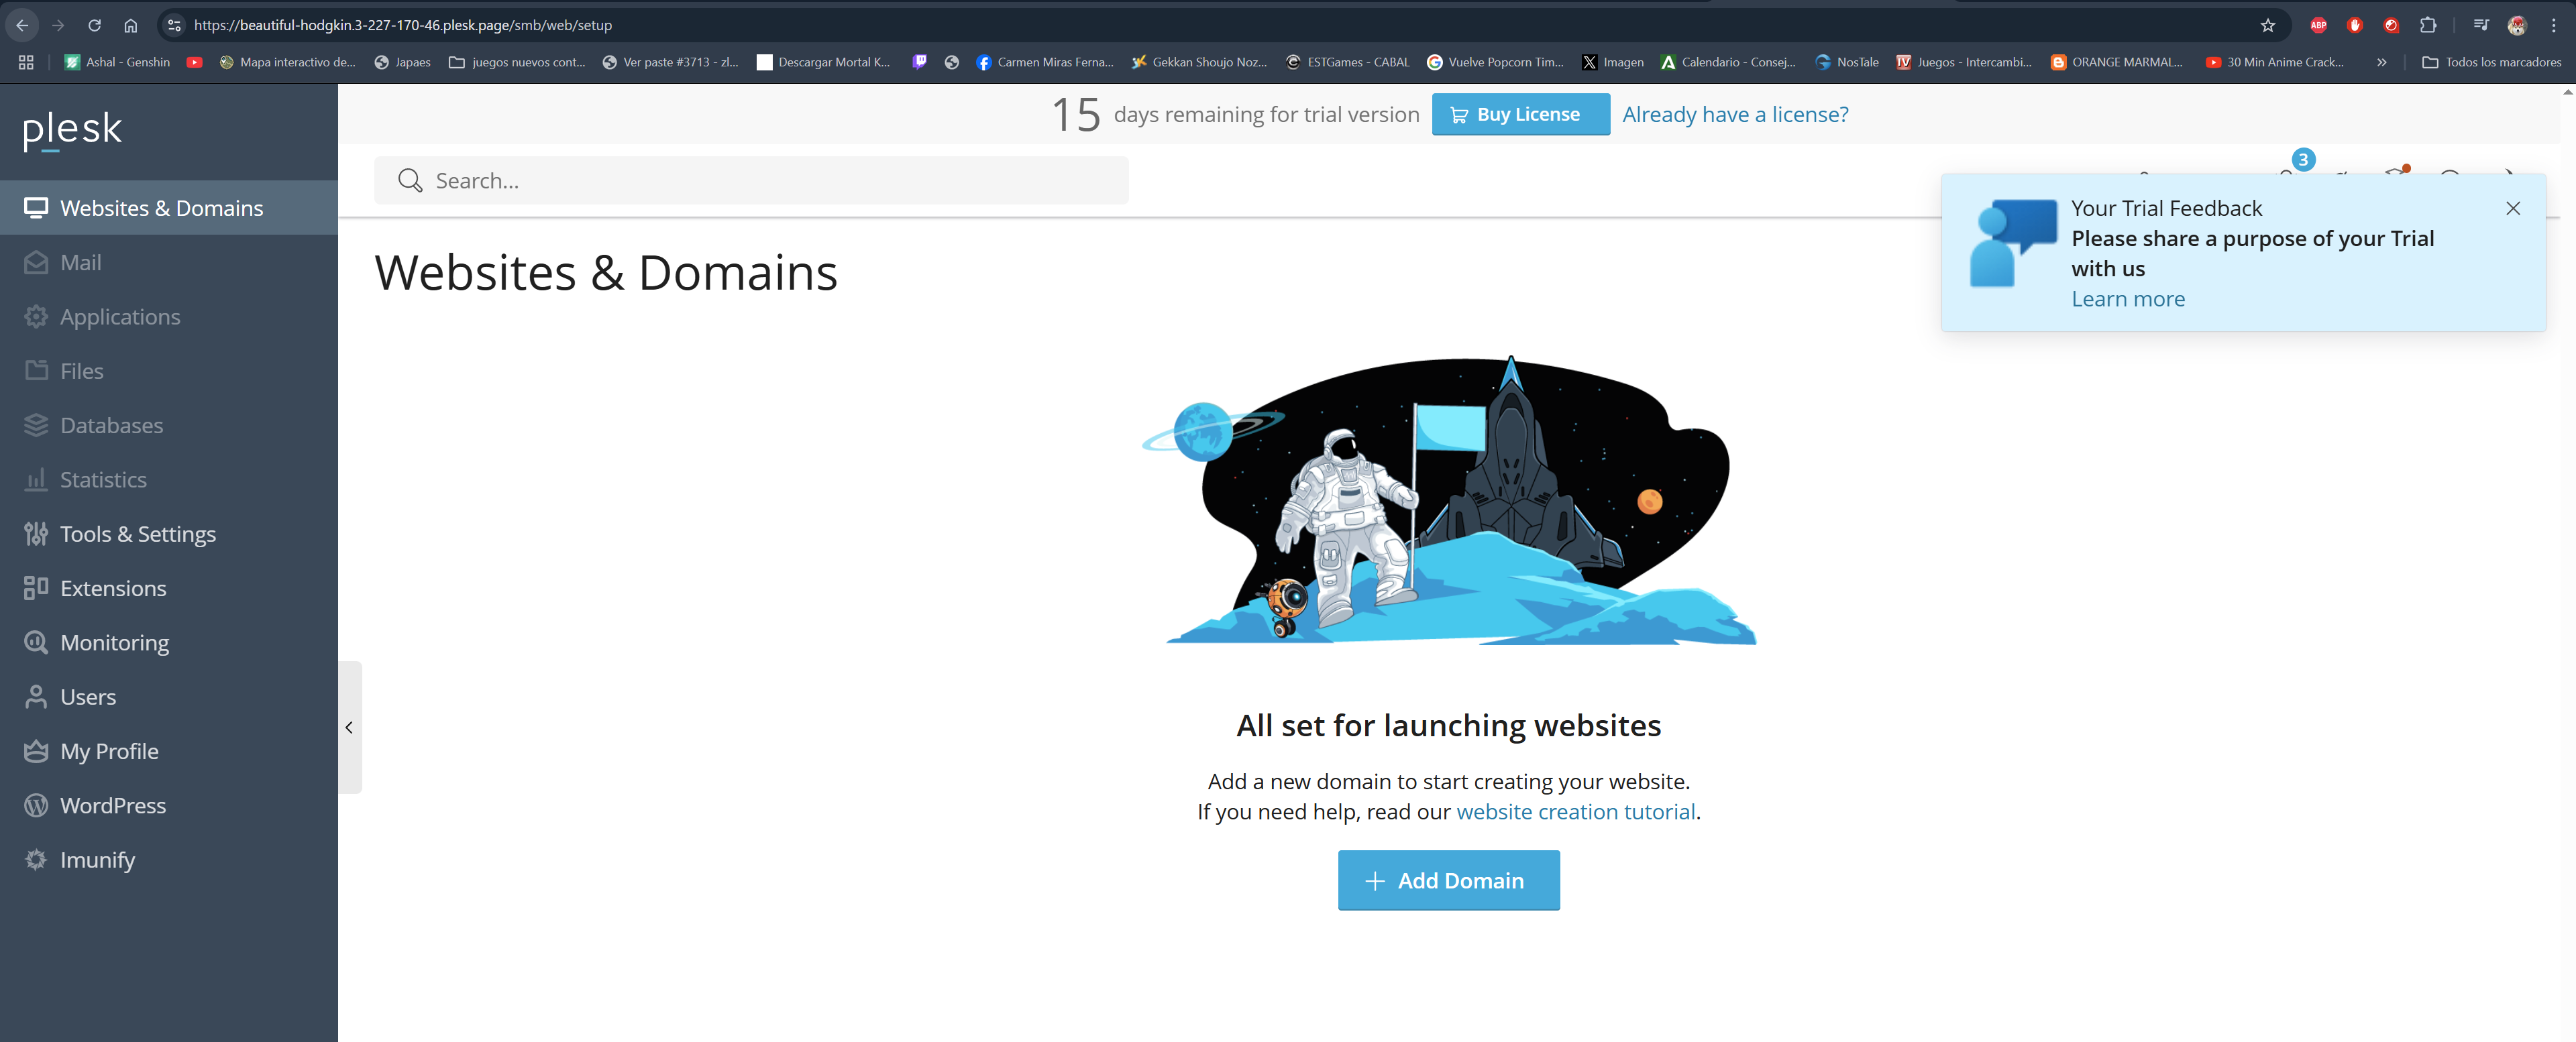 https://beautiful-hodgkin.3-227-170-46.plesk.page/smb/web/setup
ABP
Ashal - Genshin
Mapa interactivo de...
Japaes
juegos nuevos cont...
Ver paste #3713 - zl...
Descargar Mortal K...
Carmen Miras Ferna...
Gekkan Shoujo Noz...
ESTGames - CABAL
Vuelve Popcorn Tim...
Imagen
Calendario - Consej...
NosTale
Juegos - Intercambi...
ORANGE MARMAL...
30 Min Anime Crack...
Todos los marcadores
plesk
Websites & Domains
Mail
Applications
Files
Databases
Statistics
Tools & Settings
Extensions
Monitoring
Users
My Profile
WordPress
Imunify
15 days remaining for trial version
Buy License
Already have a license?
Search...
3
Your Trial Feedback
Please share a purpose of your Trial
with us
Learn more
Websites & Domains
All set for launching websites
Add a new domain to start creating your website.
If you need help, read our website creation tutorial.
Add Domain